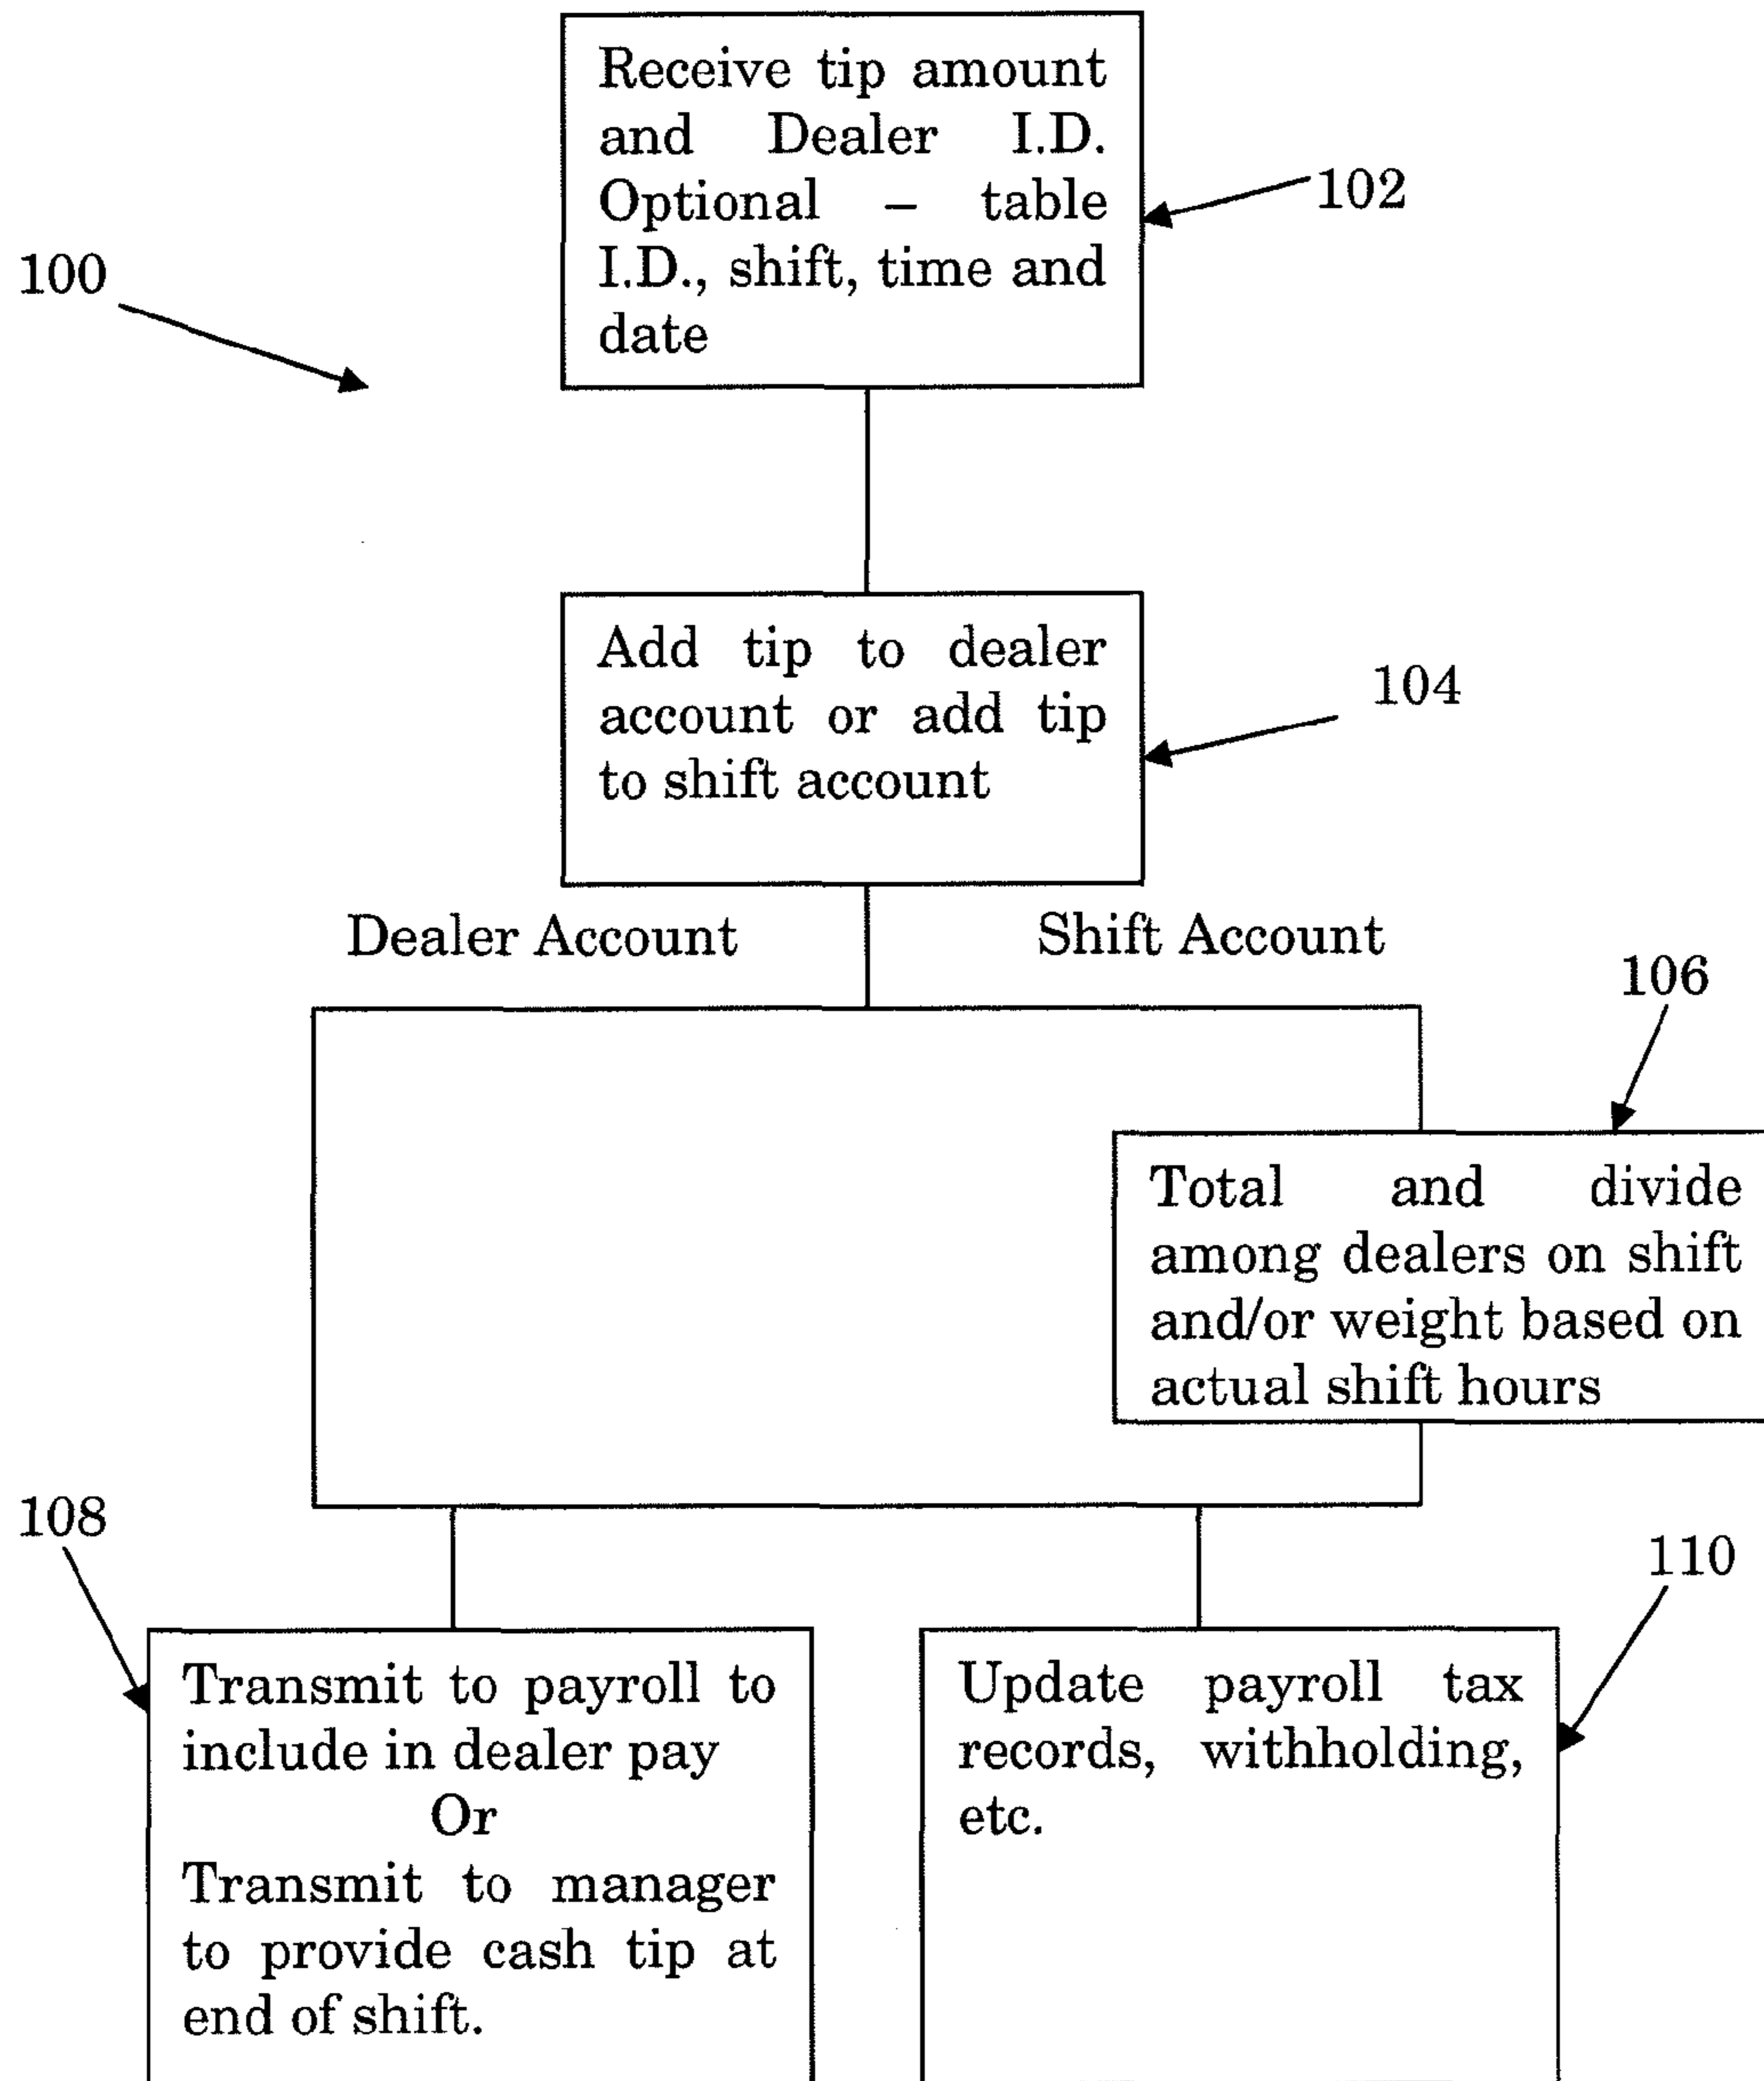 Receive tip amount
and Dealer I.D.
Optional – table
I.D., shift, time and
date
102
100
Add tip to dealer
account or add tip
to shift account
104
Dealer Account
Shift Account
106
Total and divide
among dealers on shift
and/or weight based on
actual shift hours
108
110
Transmit to payroll to
include in dealer pay
Or
Transmit to manager
to provide cash tip at
end of shift.
Update payroll tax
records, withholding,
etc.